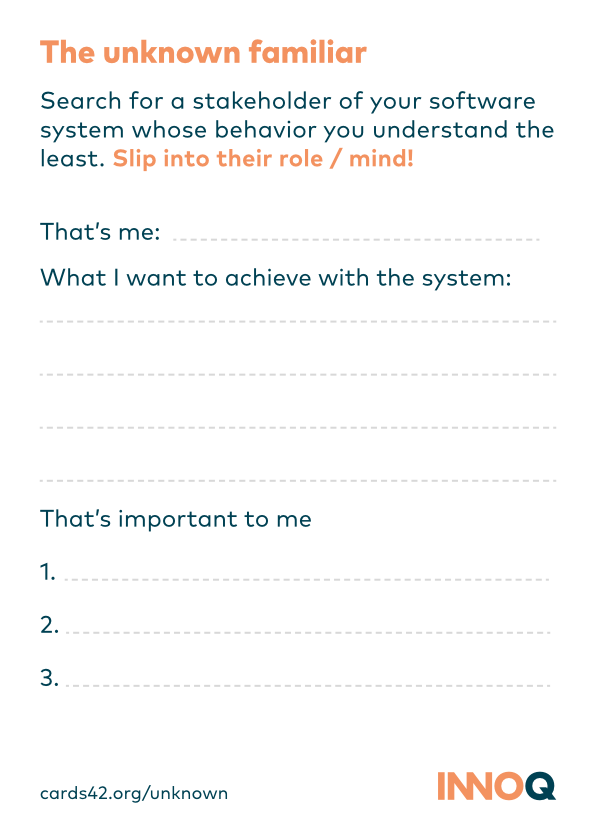 The unknown familiar
Search for a stakeholder of your software
system whose behavior you understand the
least. Slip into their role / mind!
That's me:
What I want to achieve with the system:
That's important to me
1.
2.
3.
cards42.org/unknown
INNOQ